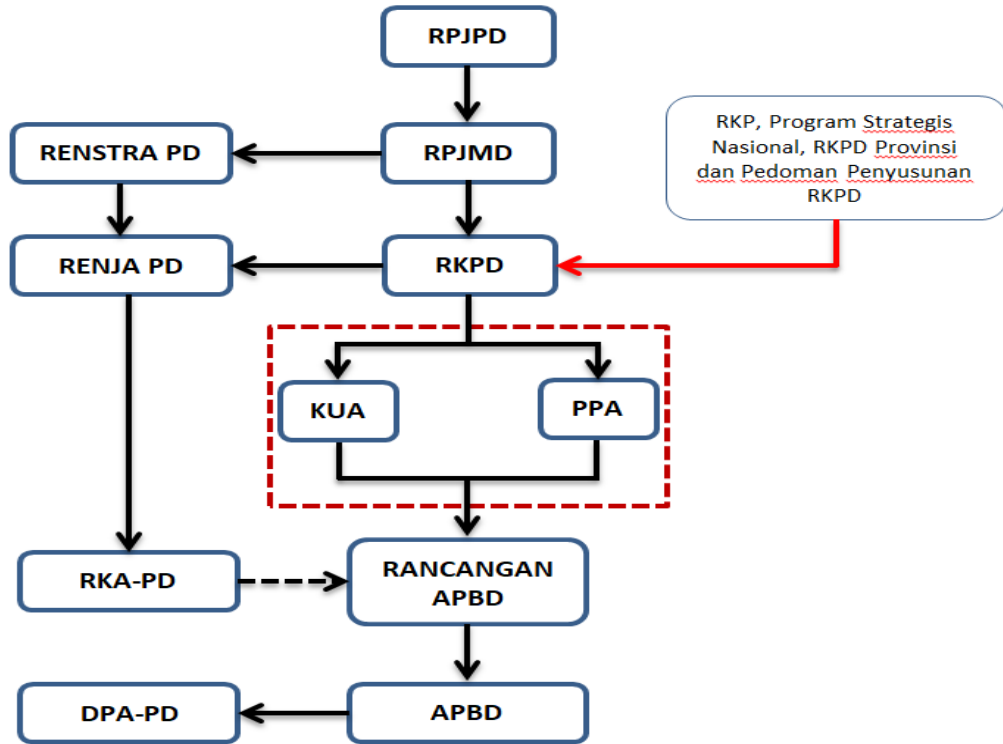 RPJPD
RENSTRA PD
RPJMD
RKP, Program Strategis
Nasional, RKPD Provinsi
dan Pedoman Penyusunan
RKPD
RENJA PD
RKPD
KUA
PPA
RKA-PD
RANCANGAN
APBD
DPA-PD
APBD